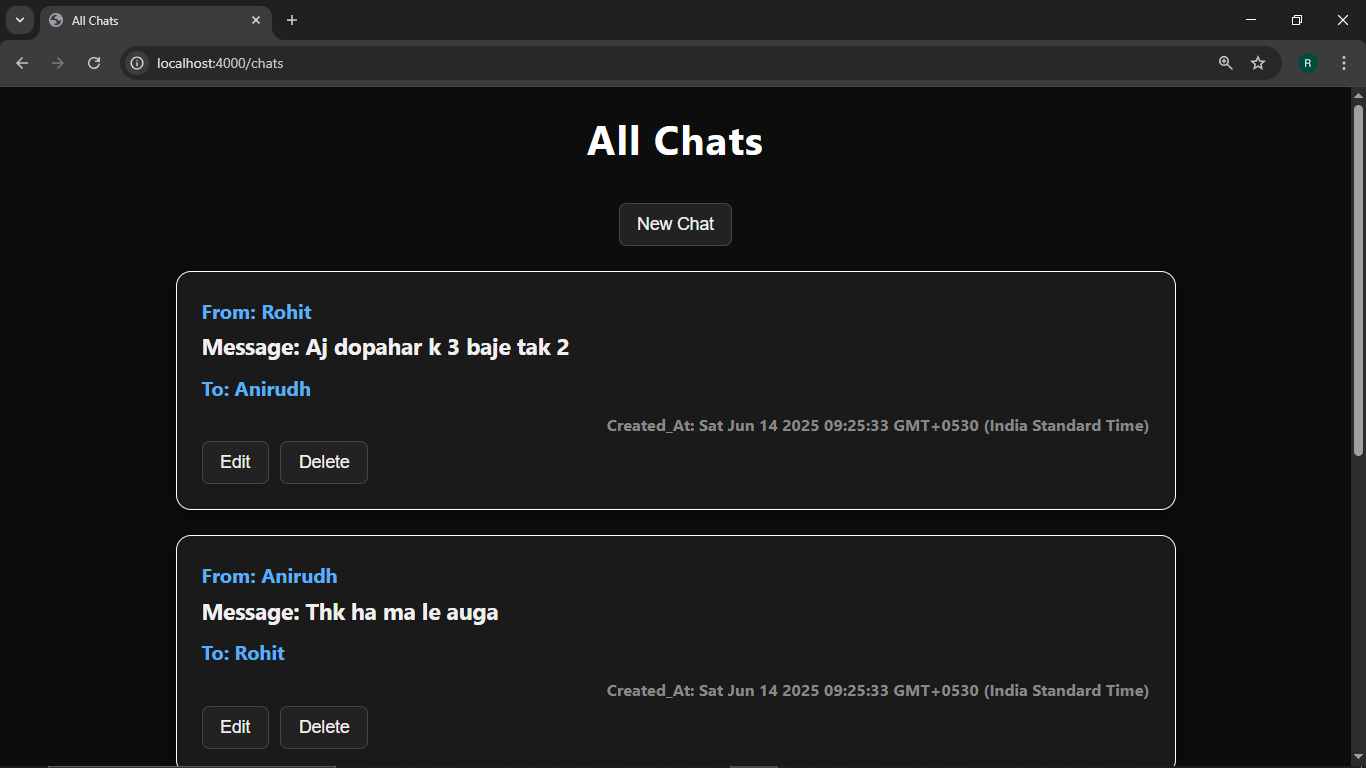 All Chats
localhost:4000/chats
R
All Chats
New Chat
From: Rohit
Message: Aj dopahar k 3 baje tak 2
To: Anirudh
Created_At: Sat Jun 14 2025 09:25:33 GMT+0530 (India Standard Time)
Edit Delete
From: Anirudh
Message: Thk ha ma le auga
To: Rohit
Created_At: Sat Jun 14 2025 09:25:33 GMT+0530 (India Standard Time)
Edit Delete